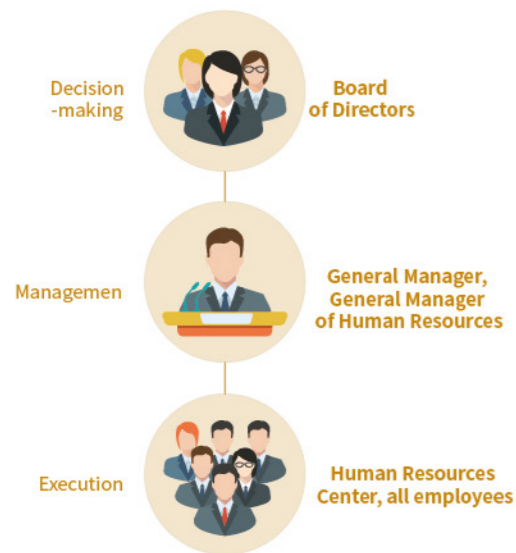 Decision
-making
Board
of Directors
Managemen
General Manager,
General Manager
of Human Resources
Execution
Human Resources
Center, all employees